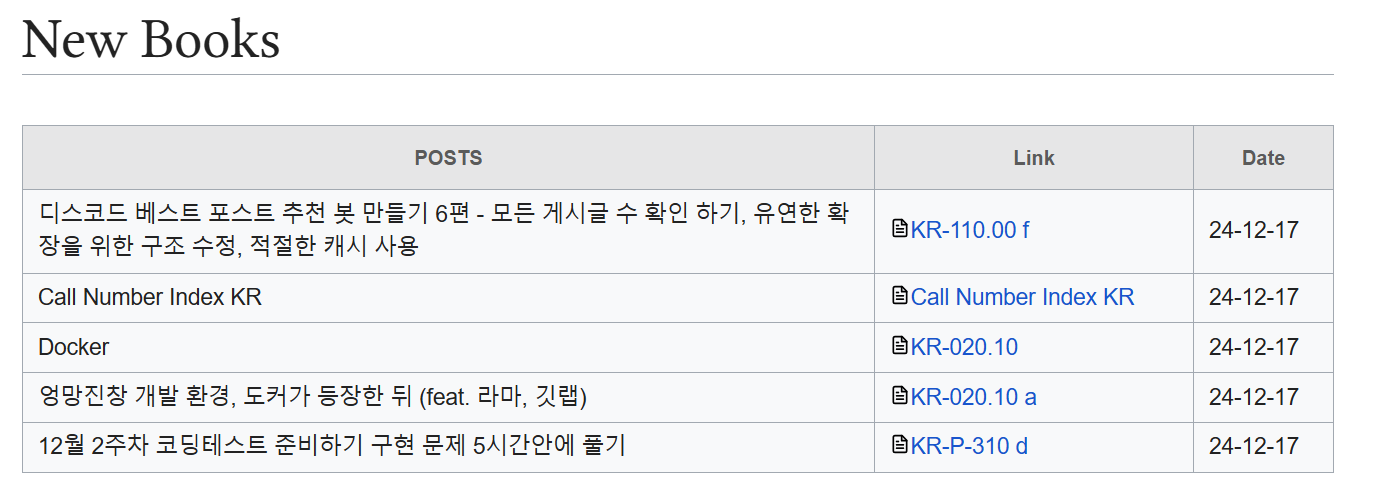 New Books
POSTS Link Date
디스코드 베스트 포스트 추천 봇 만들기 6편 - 모든 게시글 수 확인 하기, 유연한 확
장을 위한 구조 수정, 적절한 캐시 사용
KR-110.00 f 24-12-17
Call Number Index KR Call Number Index KR 24-12-17
Docker KR-020.10 24-12-17
엉망진창 개발 환경, 도커가 등장한 뒤 (feat. 라마, 깃랩) KR-020.10 a 24-12-17
12월 2주차 코딩테스트 준비하기 구현 문제 5시간안에 풀기 KR-P-310 d 24-12-17